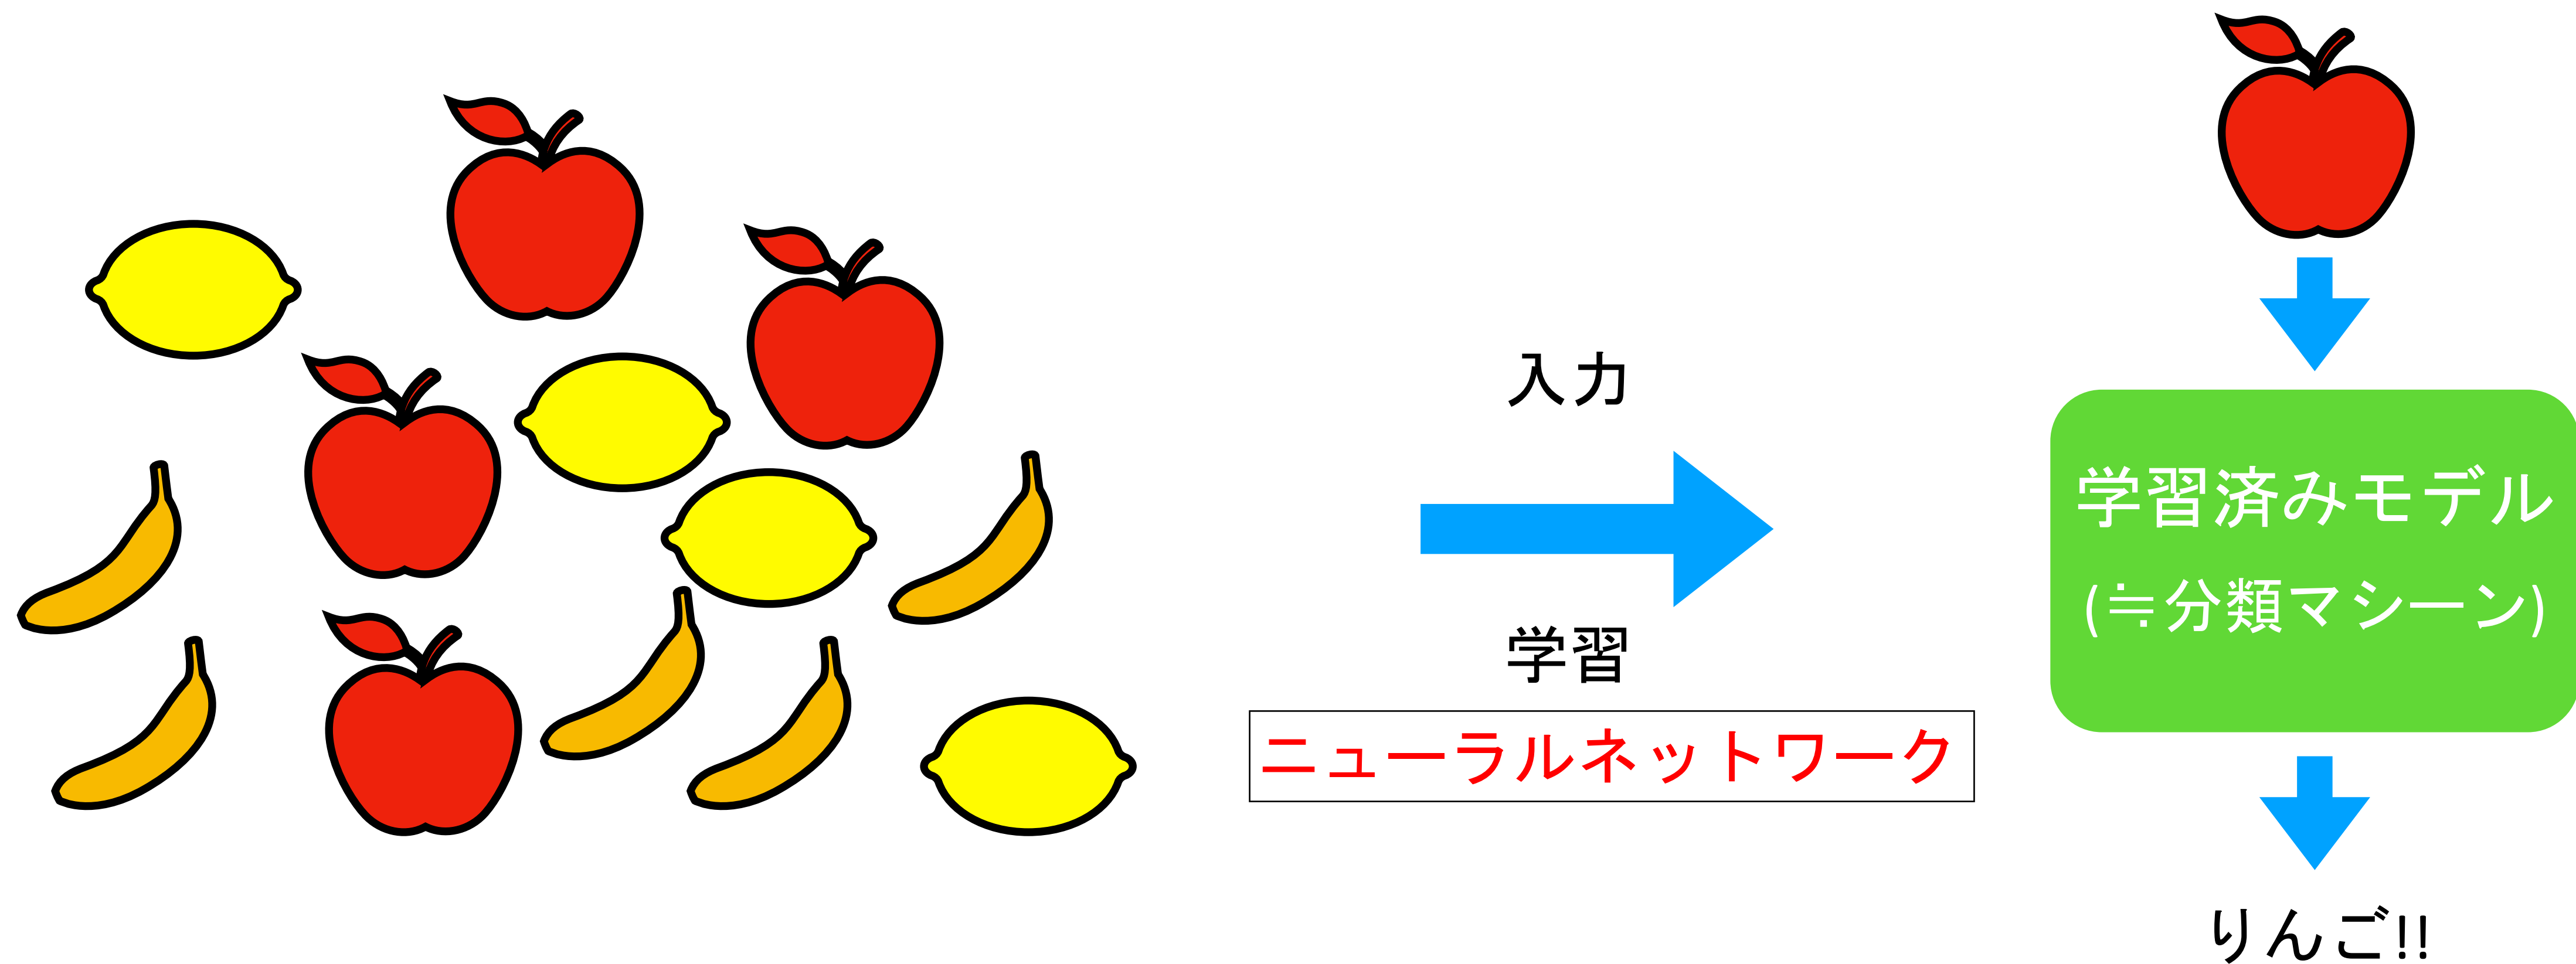 入力
学習
ニューラルネットワーク
学習済みモデル
(≒分類マシーン)
りんご!!